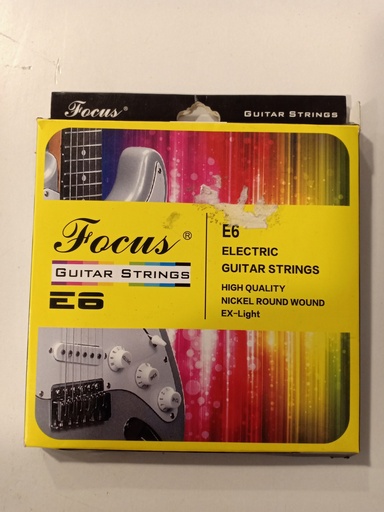 Focus®
GUITAR STRINGS
Focus®
GUITAR STRINGS
E6
E6
ELECTRIC
GUITAR STRINGS
HIGH QUALITY
NICKEL ROUND WOUND
EX-Light